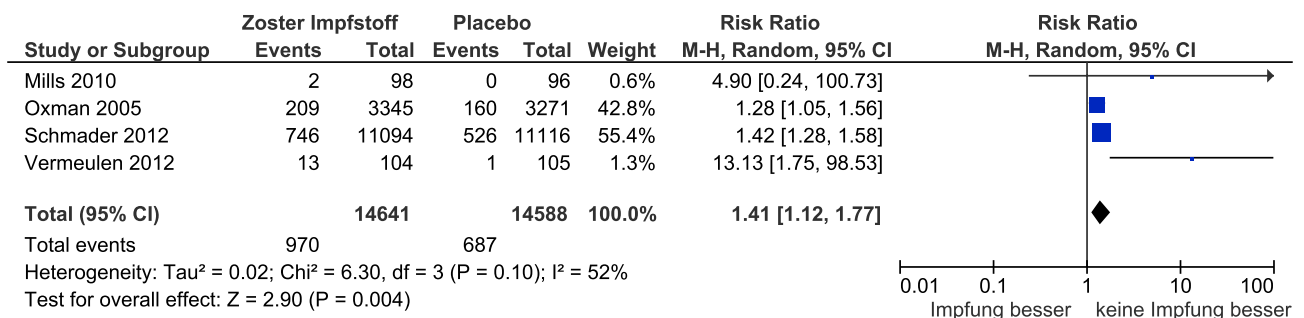 Zoster Impfstoff Placebo Risk Ratio Risk Ratio
Study or Subgroup Events Total Events Total Weight M-H, Random, 95% CI M-H, Random, 95% CI
Mills 2010 2 98 0 96 0.6% 4.90 [0.24, 100.73]
Oxman 2005 209 3345 160 3271 42.8% 1.28 [1.05, 1.56]
Schmader 2012 746 11094 526 11116 55.4% 1.42 [1.28, 1.58]
Vermeulen 2012 13 104 1 105 1.3% 13.13 [1.75, 98.53]
Total (95% CI) 14641 14588 100.0% 1.41 [1.12, 1.77]
Total events 970 687
Heterogeneity: Tau² = 0.02; Chi² = 6.30, df = 3 (P = 0.10); I² = 52%
Test for overall effect: Z = 2.90 (P = 0.004)
0.01 0.1 1 10 100
Impfung besser keine Impfung besser